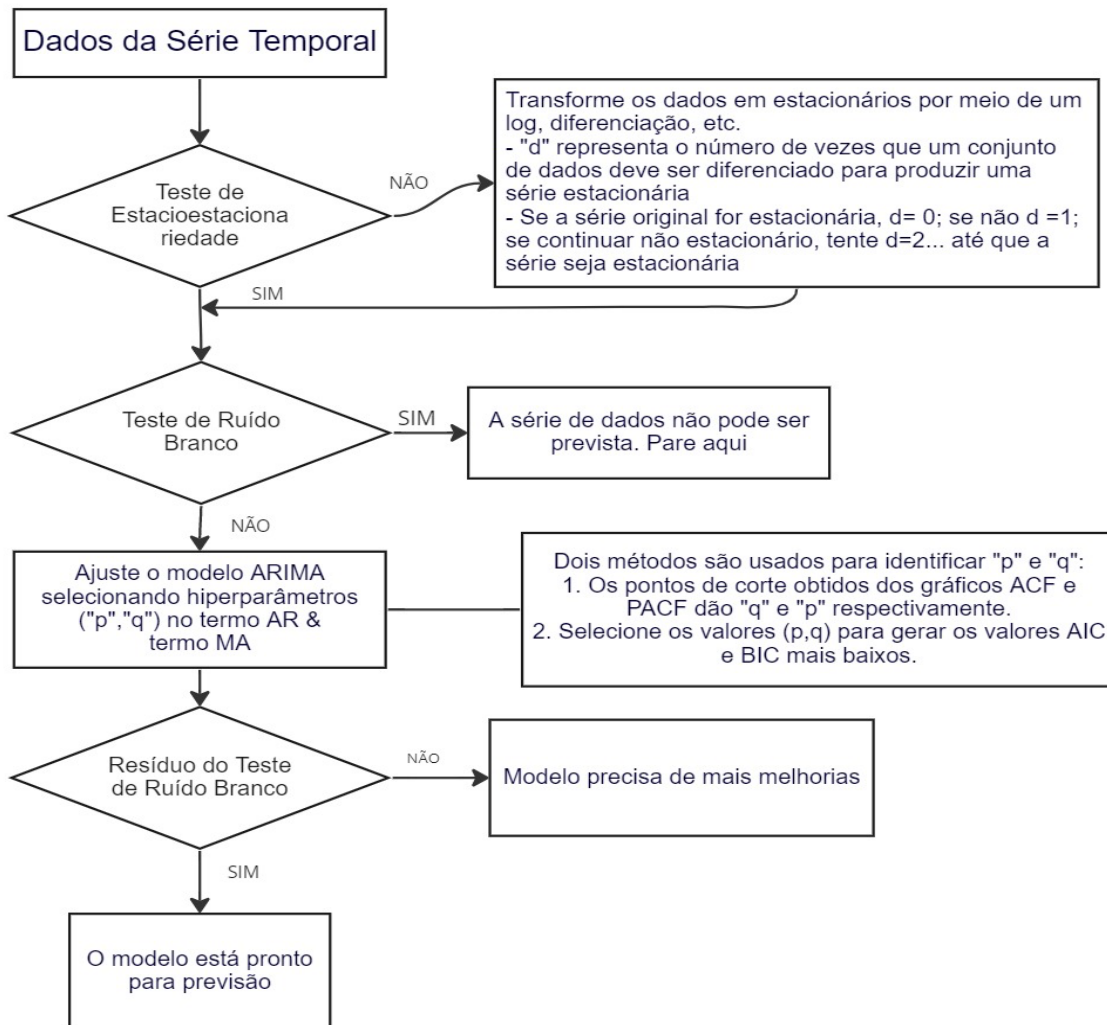 Dados da Série Temporal
Teste de
Estacioestaciona
riedade
NÃO
Transforme os dados em estacionários por meio de um
log, diferenciação, etc.
- "d" representa o número de vezes que um conjunto
de dados deve ser diferenciado para produzir uma
série estacionária
- Se a série original for estacionária, d= 0; se não d =1;
se continuar não estacionário, tente d=2... até que a
série seja estacionária
SIM
Teste de Ruído
Branco
SIM
A série de dados não pode ser
prevista. Pare aqui
NÃO
Ajuste o modelo ARIMA
selecionando hiperparâmetros
("p","q") no termo AR &
termo MA
Dois métodos são usados para identificar "p" e "q":
1. Os pontos de corte obtidos dos gráficos ACF e
PACF dão "q" e "p" respectivamente.
2. Selecione os valores (p,q) para gerar os valores AIC
e BIC mais baixos.
Resíduo do Teste
de Ruído Branco
NÃO
Modelo precisa de mais melhorias
SIM
O modelo está pronto
para previsão